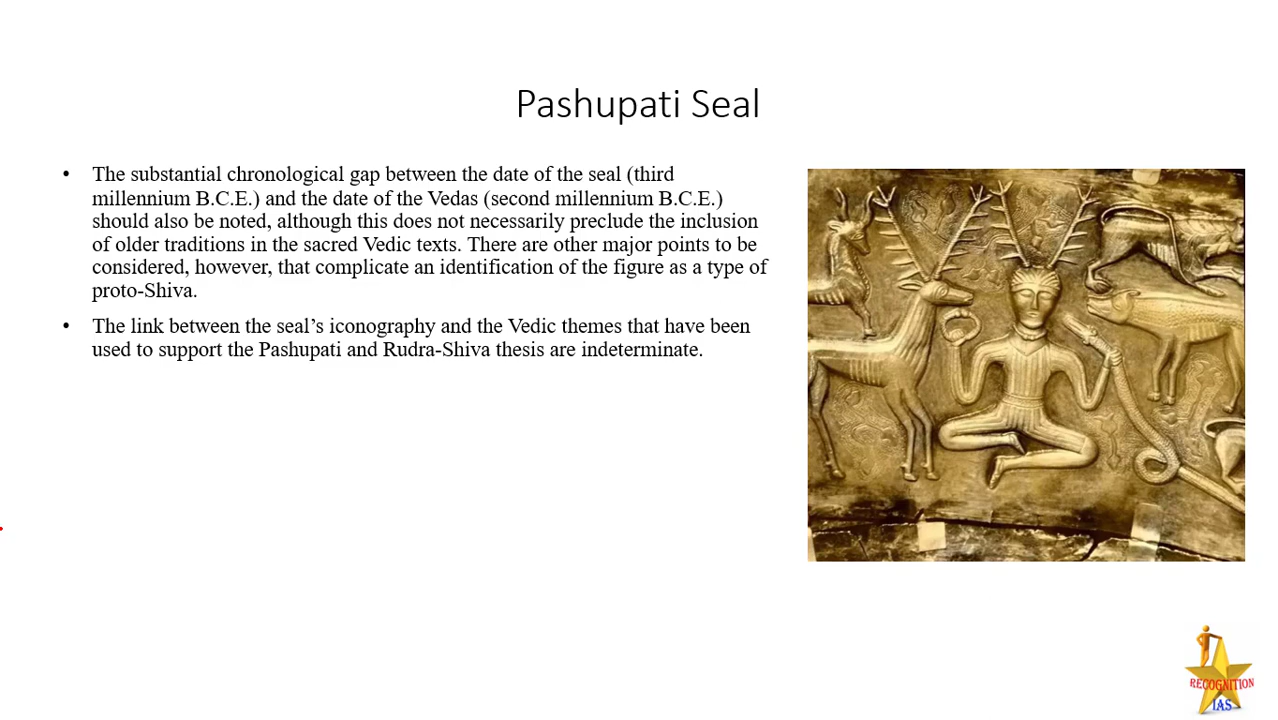 Pashupati Seal
• The substantial chronological gap between the date of the seal (third
millennium B.C.E.) and the date of the Vedas (second millennium B.C.E.)
should also be noted, although this does not necessarily preclude the inclusion
of older traditions in the sacred Vedic texts. There are other major points to be
considered, however, that complicate an identification of the figure as a type of
proto-Shiva.
• The link between the seal’s iconography and the Vedic themes that have been
used to support the Pashupati and Rudra-Shiva thesis are indeterminate.
RECOGNITION
IAS